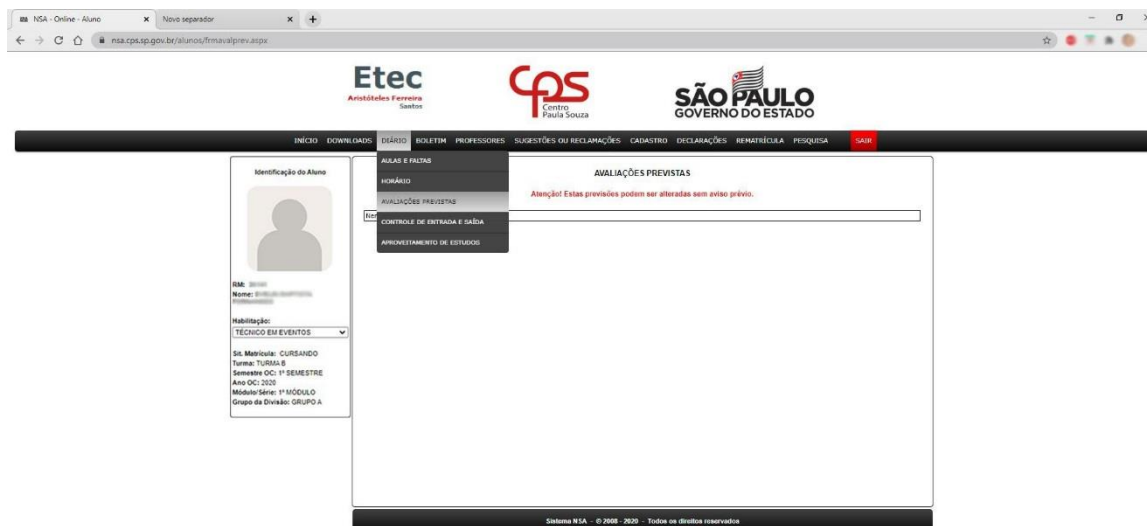 NSA - Online - Aluno
Novo separador
nsa.cps.sp.gov.br/alunos/frmavalprev.aspx
Etec
Aristóteles Ferreira
Santos
CPS
Centro
Paula Souza
SÃO PAULO
GOVERNO DO ESTADO
INÍCIO DOWNLOADS DIÁRIO BOLETIM PROFESSORES SUGESTÕES OU RECLAMAÇÕES CADASTRO DECLARAÇÕES REMATRÍCULA PESQUISA SAIR
AULAS E FALTAS
HORÁRIO
AVALIAÇÕES PREVISTAS
CONTROLE DE ENTRADA E SAÍDA
APROVEITAMENTO DE ESTUDOS
Identificação do Aluno
RM:
Nome:
Habilitação:
TÉCNICO EM EVENTOS
Sit. Matrícula: CURSANDO
Turma: TURMA B
Semestre OC: 1º SEMESTRE
Ano OC: 2020
Módulo/Série: 1º MÓDULO
Grupo da Divisão: GRUPO A
AVALIAÇÕES PREVISTAS
Atenção! Estas previsões podem ser alteradas sem aviso prévio.
Sistema NSA - © 2008 - 2020 - Todos os direitos reservados